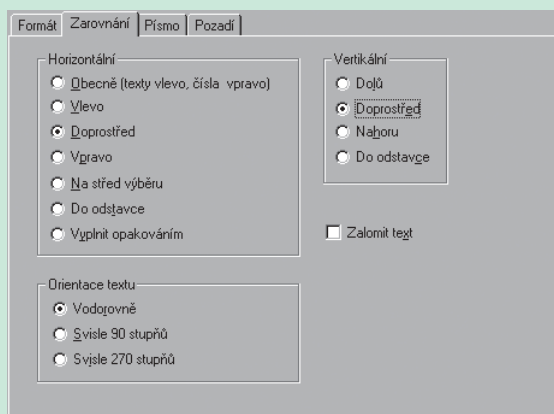 Formát Zarovnání Písmo Pozadí
Horizontální
Obecně (texty vlevo, čísla vpravo)
Vlevo
Doprostřed
Vpravo
Na střed výběru
Do odstavce
Vyplnit opakováním
Vertikální
Dolů
Doprostřed
Nahoru
Do odstavce
Zalomit text
Orientace textu
Vodorovně
Svisle 90 stupňů
Svisle 270 stupňů